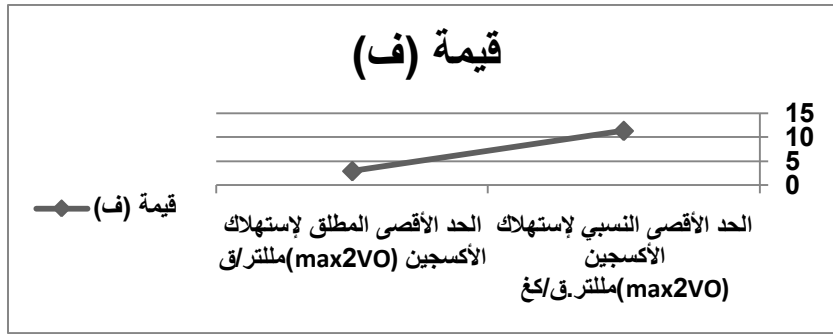 قيمة (ف)
15
10
5
0
الحد الأقصى النسبي لإستهلاك
الأكسجين
(max2VO)مللتر.ق/كغ
الحد الأقصى المطلق لإستهلاك
الأكسجين (max2VO)مللتر/ق
قيمة (ف)